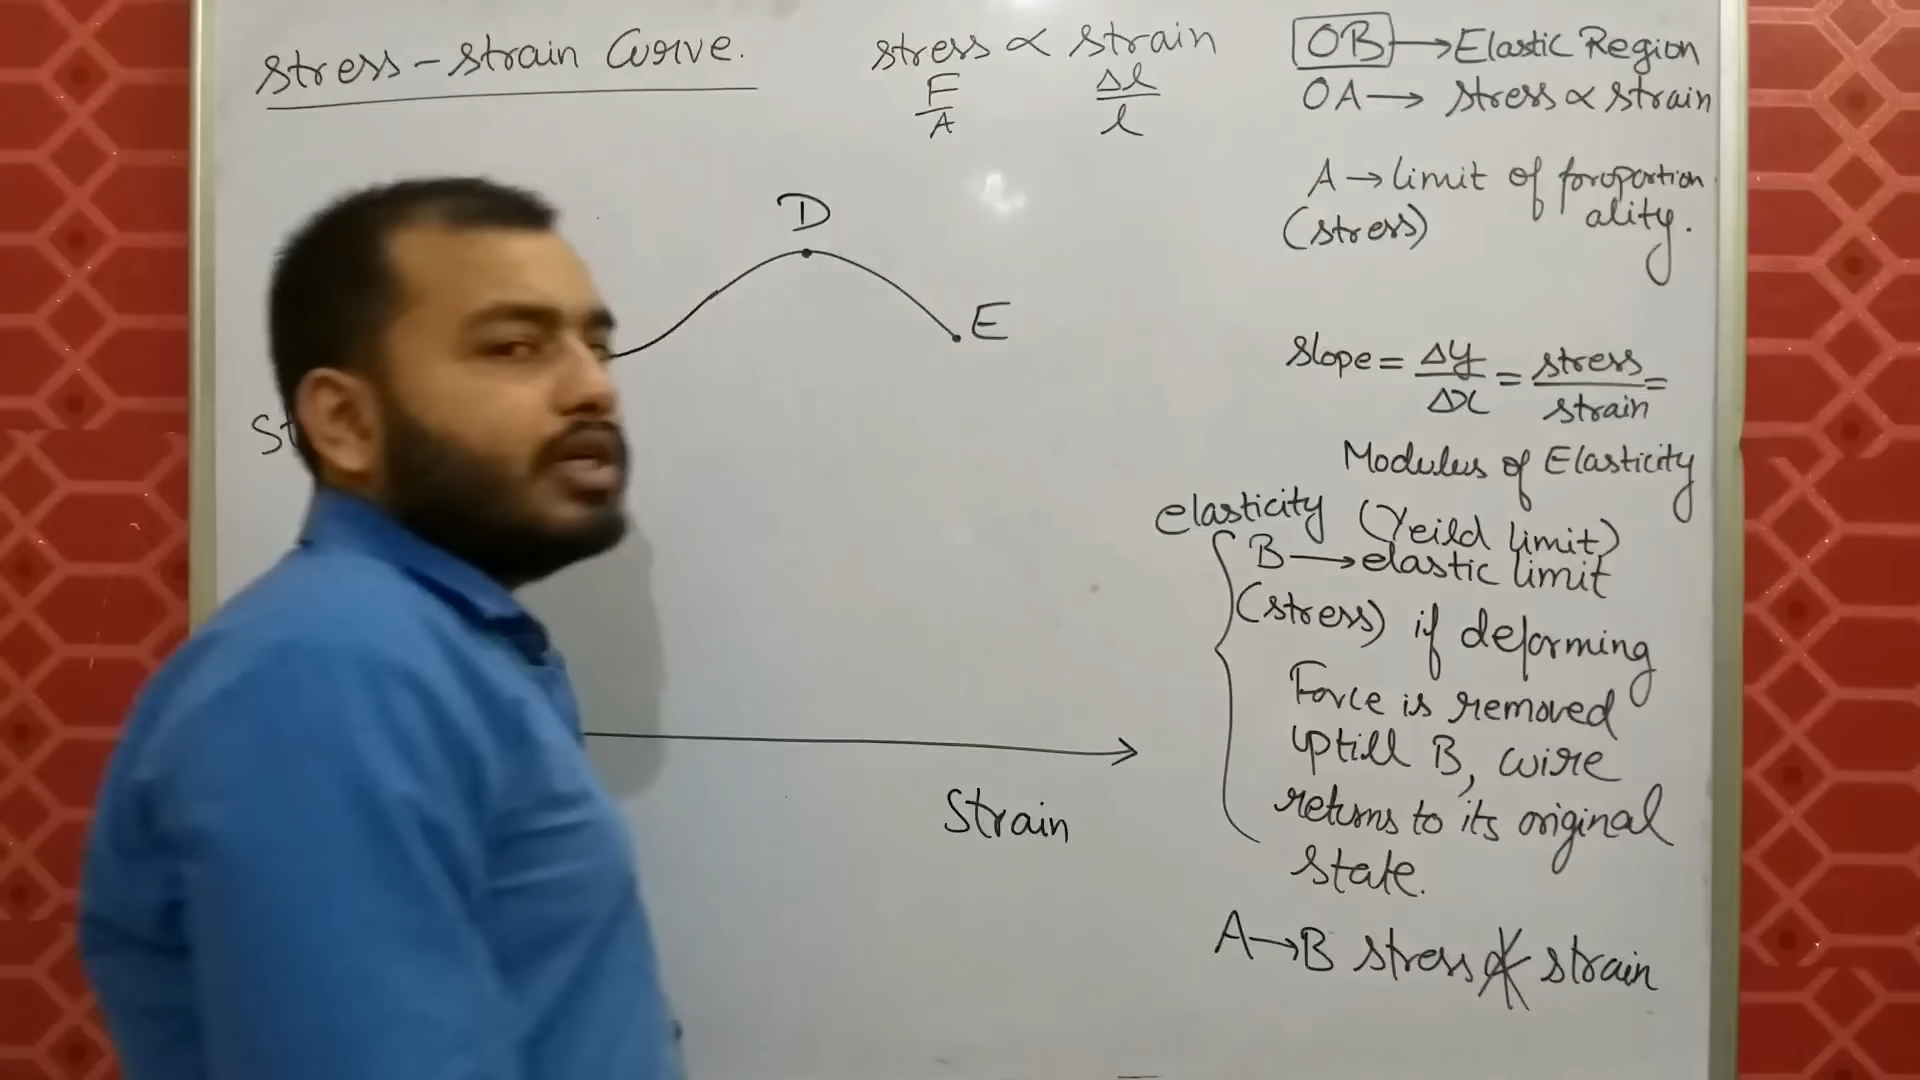 Stress-strain Curve.
stress ∝ strain
F/A Δl/l
OB → Elastic Region
OA → stress ∝ strain
A → limit of proportion
(stress) ality.
D
E
Slope = Δy/Δx = stress/strain =
Modulus of Elasticity
elasticity (Yeild limit)
B → elastic limit
(stress) if deforming
Force is removed
uptill B, wire
returns to its original
state.
A → B stress ∝̸ strain
Strain